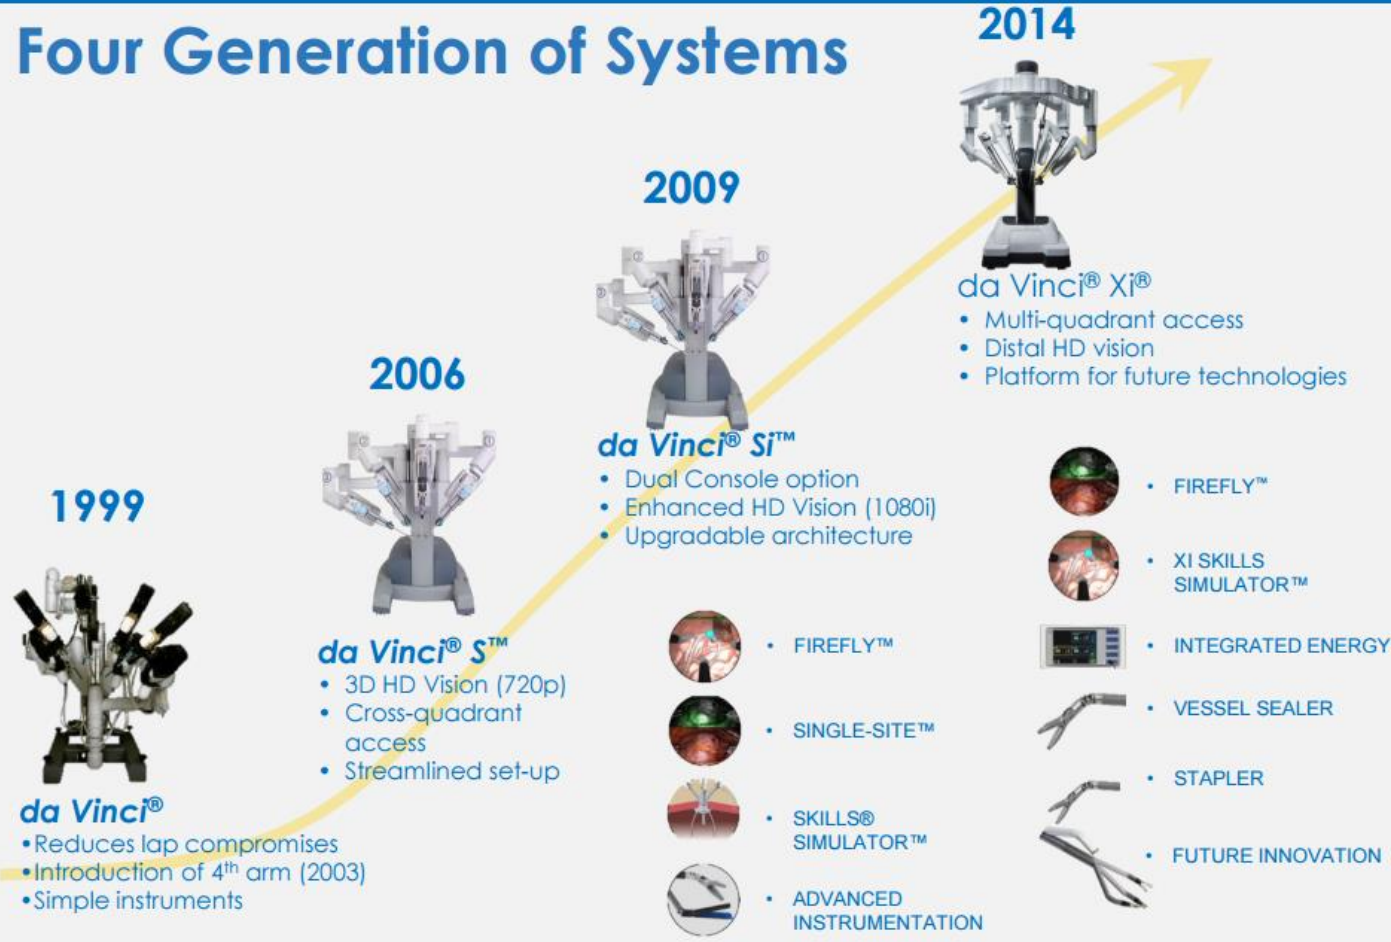 Four Generation of Systems
1999
da Vinci®
•Reduces lap compromises
•Introduction of 4th arm (2003)
•Simple instruments
2006
da Vinci® S™
• 3D HD Vision (720p)
• Cross-quadrant
access
• Streamlined set-up
2009
da Vinci® Si™
• Dual Console option
• Enhanced HD Vision (1080i)
• Upgradable architecture
• FIREFLY™
• SINGLE-SITE™
• SKILLS®
SIMULATOR™
• ADVANCED
INSTRUMENTATION
2014
da Vinci® Xi®
• Multi-quadrant access
• Distal HD vision
• Platform for future technologies
• FIREFLY™
• XI SKILLS
SIMULATOR™
• INTEGRATED ENERGY
• VESSEL SEALER
• STAPLER
• FUTURE INNOVATION